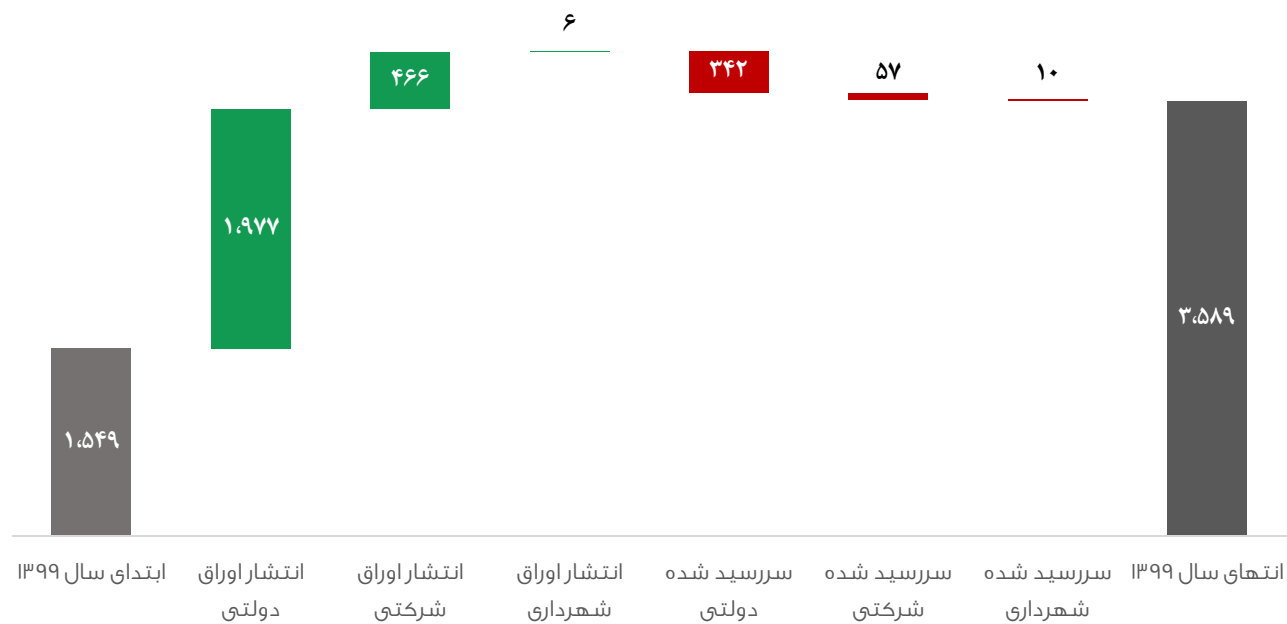 ۶
۴۶۶
۳۴۲
۵۷
۱۰
۱،۹۷۷
۳،۵۸۹
۱،۵۴۹
ابتدای سال ۱۳۹۹
انتشار اوراق
دولتی
انتشار اوراق
شرکتی
انتشار اوراق
شهرداری
سررسید شده
دولتی
سررسید شده
شرکتی
سررسید شده
شهرداری
انتهای سال ۱۳۹۹